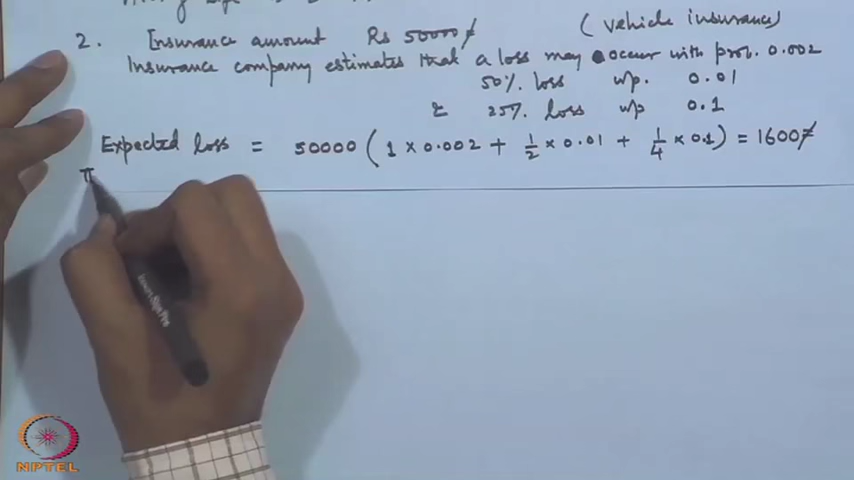 2. Insurance amount Rs 50000/ (vehicle insurance)
Insurance company estimates that a loss may occur with prob. 0.002
50% loss w/p. 0.01
& 25% loss w/p 0.1
Expected loss = 50000 (1 × 0.002 + 1/2 × 0.01 + 1/4 × 0.1) = 1600/
π
NPTEL